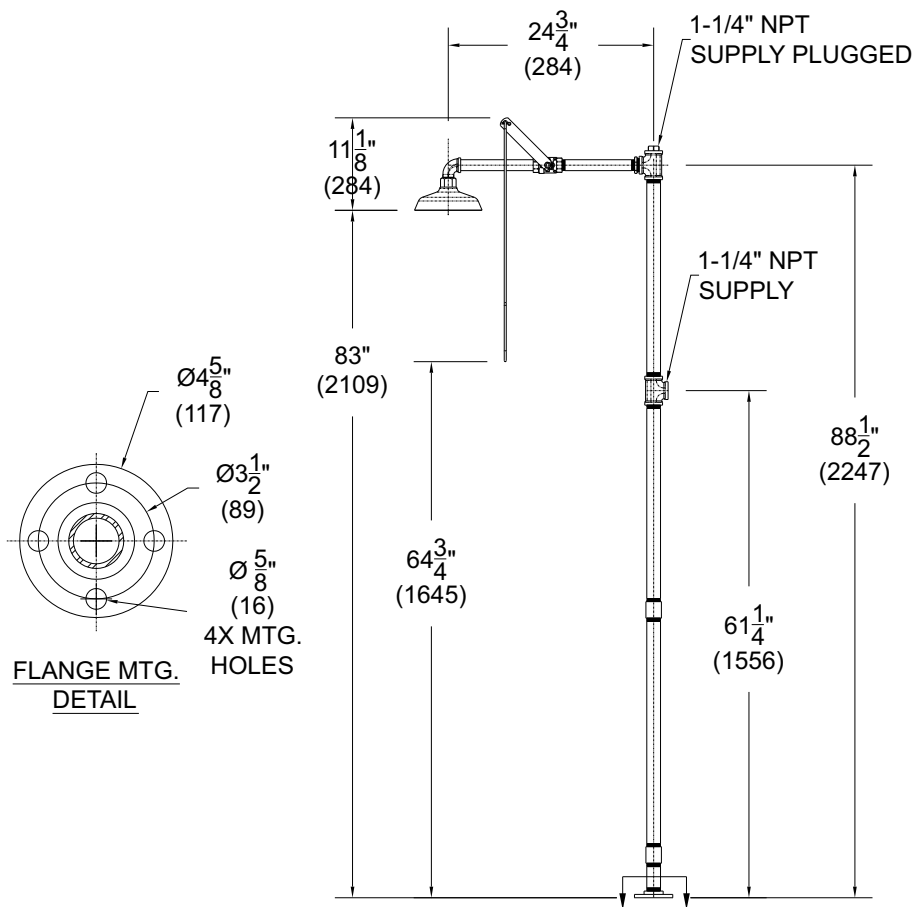 24 3/4"
(284)
1-1/4" NPT
SUPPLY PLUGGED
11 1/8"
(284)
1-1/4" NPT
SUPPLY
83"
(2109)
Ø4 5/8"
(117)
Ø3 1/2"
(89)
Ø 5/8"
(16)
4X MTG.
HOLES
FLANGE MTG.
DETAIL
64 3/4"
(1645)
88 1/2"
(2247)
61 1/4"
(1556)